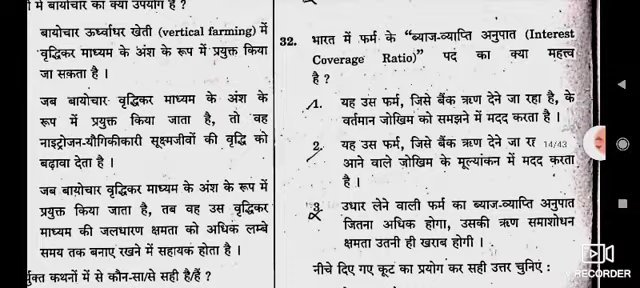 में बायोचार का क्या उपयोग है ?
बायोचार ऊर्ध्वाधर खेती (vertical farming) में
वृद्धिकर माध्यम के अंश के रूप में प्रयुक्त किया
जा सकता है ।
जब बायोचार वृद्धिकर माध्यम के अंश के
रूप में प्रयुक्त किया जाता है, तो वह
नाइट्रोजन-यौगिकीकारी सूक्ष्मजीवों की वृद्धि को
बढ़ावा देता है ।
जब बायोचार वृद्धिकर माध्यम के अंश के रूप में
प्रयुक्त किया जाता है, तब वह उस वृद्धिकर
माध्यम की जलधारण क्षमता को अधिक लम्बे
समय तक बनाए रखने में सहायक होता है ।
र्युक्त कथनों में से कौन-सा/से सही है/हैं ?
32. भारत में फर्म के “ब्याज-व्याप्ति अनुपात (Interest
Coverage Ratio)” पद का क्या महत्त्व
है ?
1. यह उस फर्म, जिसे बैंक ऋण देने जा रहा है, के
वर्तमान जोखिम को समझने में मदद करता है ।
2. यह उस फर्म, जिसे बैंक ऋण देने जा 14/43
आने वाले जोखिम के मूल्यांकन में मदद करता
है ।
3. उधार लेने वाली फर्म का ब्याज-व्याप्ति अनुपात
जितना अधिक होगा, उसकी ऋण समाशोधन
क्षमता उतनी ही खराब होगी ।
नीचे दिए गए कूट का प्रयोग कर सही उत्तर चुनिए :
RECORDER